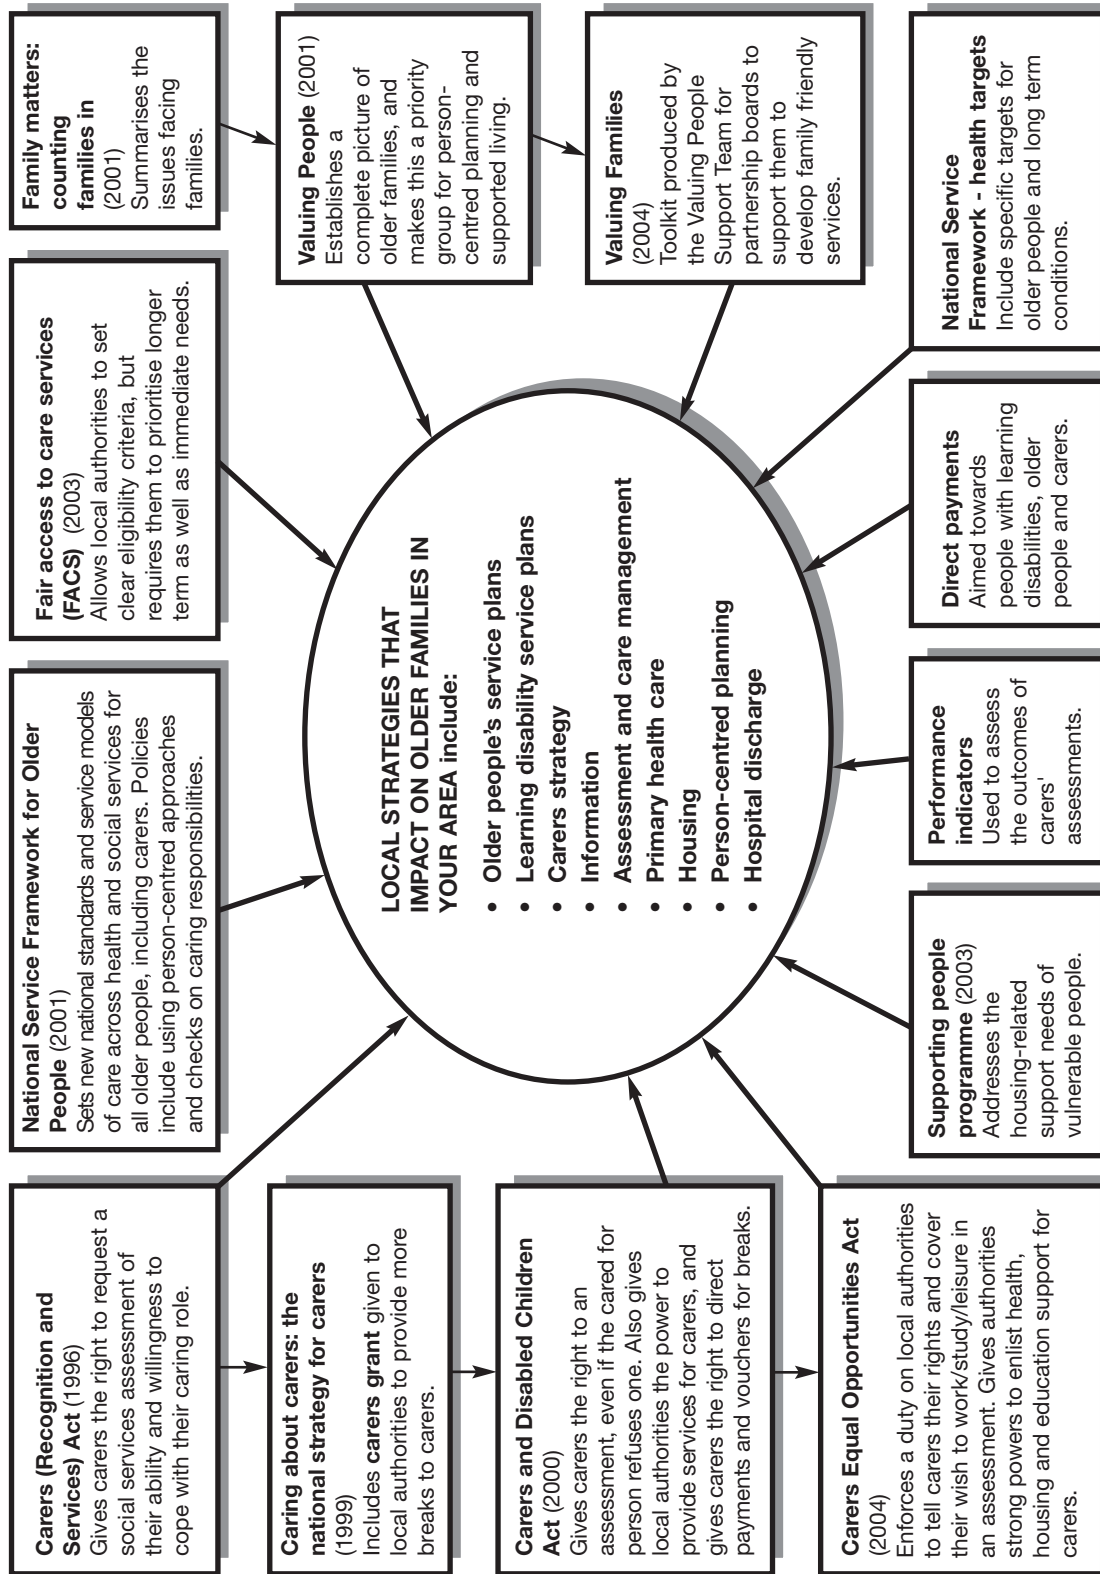 Carers (Recognition and
Services) Act (1996)
Gives carers the right to request a
social services assessment of
their ability and willingness to
cope with their caring role.
Caring about carers: the
national strategy for carers
(1999)
Includes carers grant given to
local authorities to provide more
breaks to carers.
Carers and Disabled Children
Act (2000)
Gives carers the right to an
assessment, even if the cared for
person refuses one. Also gives
local authorities the power to
provide services for carers, and
gives carers the right to direct
payments and vouchers for breaks.
Carers Equal Opportunities Act
(2004)
Enforces a duty on local authorities
to tell carers their rights and cover
their wish to work/study/leisure in
an assessment. Gives authorities
strong powers to enlist health,
housing and education support for
carers.
National Service Framework for Older
People (2001)
Sets new national standards and service models
of care across health and social services for
all older people, including carers. Policies
include using person-centred approaches
and checks on caring responsibilities.
Fair access to care services
(FACS) (2003)
Allows local authorities to set
clear eligibility criteria, but
requires them to prioritise longer
term as well as immediate needs.
Family matters:
counting
families in
(2001)
Summarises the
issues facing
families.
Valuing People (2001)
Establishes a
complete picture of
older families, and
makes this a priority
group for person-
centred planning and
supported living.
Valuing Families
(2004)
Toolkit produced by
the Valuing People
Support Team for
partnership boards to
support them to
develop family friendly
services.
LOCAL STRATEGIES THAT
IMPACT ON OLDER FAMILIES IN
YOUR AREA include:
• Older people's service plans
• Learning disability service plans
• Carers strategy
• Information
• Assessment and care management
• Primary health care
• Housing
• Person-centred planning
• Hospital discharge
Supporting people
programme (2003)
Addresses the
housing-related
support needs of
vulnerable people.
Performance
indicators
Used to assess
the outcomes of
carers'
assessments.
Direct payments
Aimed towards
people with learning
disabilities, older
people and carers.
National Service
Framework - health targets
Include specific targets for
older people and long term
conditions.